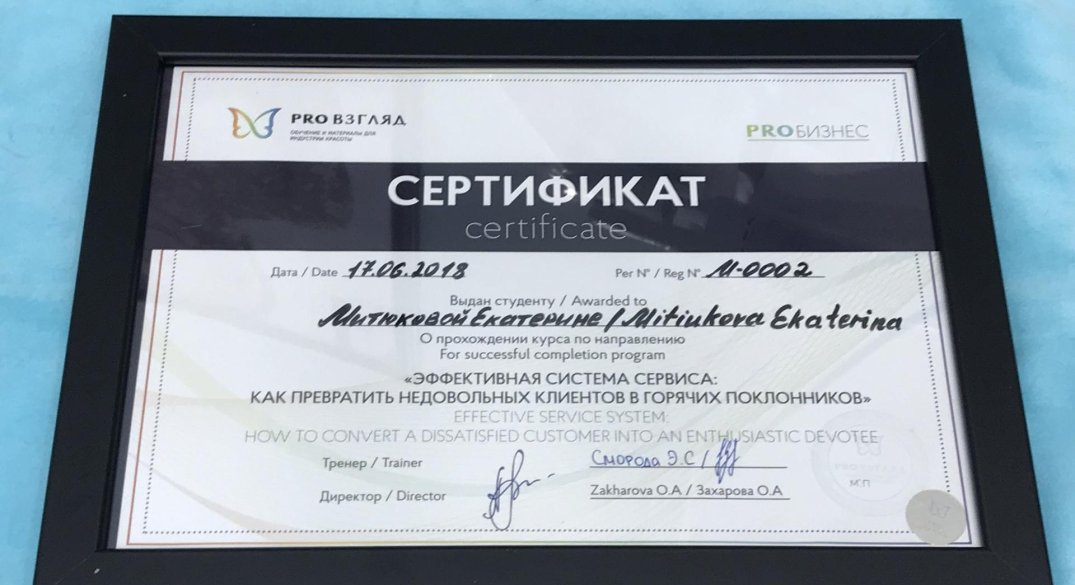 PRO ВЗГЛЯД
ОБУЧЕНИЕ И МАТЕРИАЛЫ ДЛЯ
ИНДУСТРИИ КРАСОТЫ
PROБИЗНЕС
СЕРТИФИКАТ
certificate
Дата / Date 17.06.2018
Рег N° / Reg N° М-0002
Выдан студенту / Awarded to
Митюковой Екатерине / Mitiukova Ekaterina
О прохождении курса по направлению
For successful completion program
«ЭФФЕКТИВНАЯ СИСТЕМА СЕРВИСА:
КАК ПРЕВРАТИТЬ НЕДОВОЛЬНЫХ КЛИЕНТОВ В ГОРЯЧИХ ПОКЛОННИКОВ»
EFFECTIVE SERVICE SYSTEM:
HOW TO CONVERT A DISSATISFIED CUSTOMER INTO AN ENTHUSIASTIC DEVOTEE
Тренер / Trainer
Сморода Э.С /
Директор / Director
Zakharova O.A / Захарова О.А
PRO ВЗГЛЯД
М.П